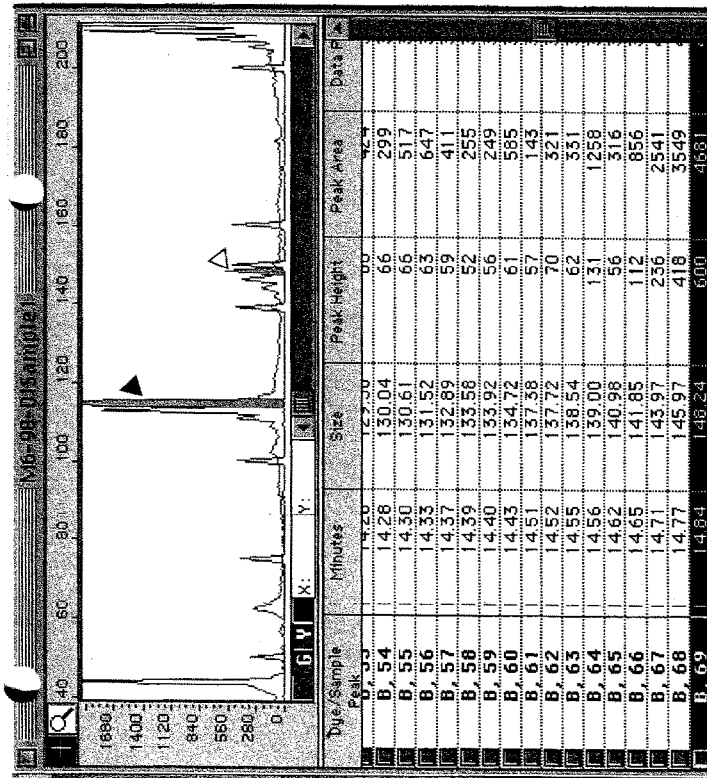 M6-9B-D1Sample1
40 60 80 100 120 140 160 180 200
1680
1400
1120
840
560
280
0
X: Y:
G Y
Dye/Sample Peak Minutes Size Peak Height Peak Area Data P
B, 54 14.28 130.04 66 299
B, 55 14.30 130.61 66 517
B, 56 14.33 131.52 63 647
B, 57 14.37 132.89 59 411
B, 58 14.39 133.58 52 255
B, 59 14.40 133.92 56 249
B, 60 14.43 134.72 61 585
B, 61 14.51 137.38 57 143
B, 62 14.52 137.72 70 321
B, 63 14.55 138.54 62 331
B, 64 14.56 139.00 131 1258
B, 65 14.62 140.98 56 316
B, 66 14.65 141.85 112 856
B, 67 14.71 143.97 236 2541
B, 68 14.77 145.97 418 3549
B, 69 14.84 148.24 600 4681